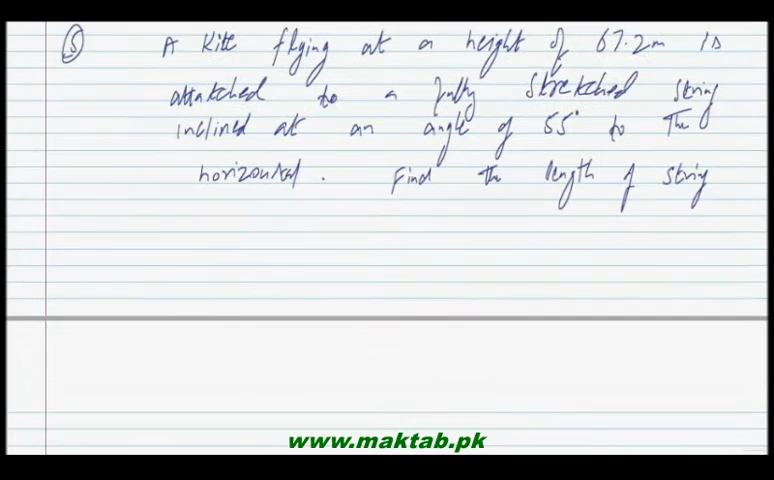 5 A Kite flying at a height of 67.2m is
attatched to a fully stretched string
inclined at an angle of 55° to the
horizontal. Find the length of string
www.maktab.pk